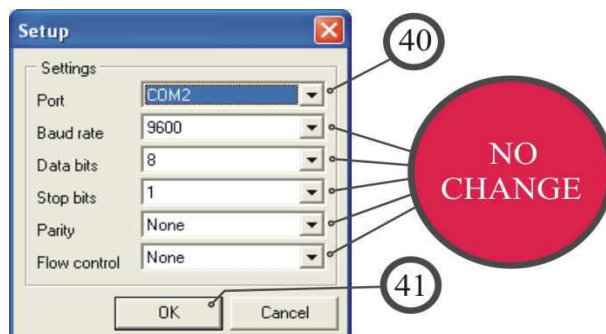 Setup
40
Settings
Port COM2
Baud rate 9600
Data bits 8
Stop bits 1
Parity None
Flow control None
NO
CHANGE
OK Cancel
41